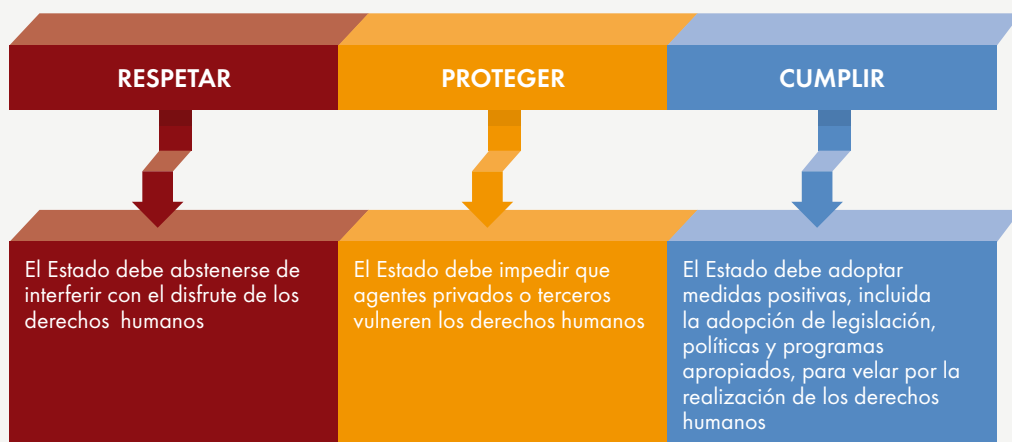 RESPETAR
PROTEGER
CUMPLIR
El Estado debe abstenerse de
interferir con el disfrute de los
derechos humanos
El Estado debe impedir que
agentes privados o terceros
vulneren los derechos humanos
El Estado debe adoptar
medidas positivas, incluida
la adopción de legislación,
políticas y programas
apropiados, para velar por la
realización de los derechos
humanos